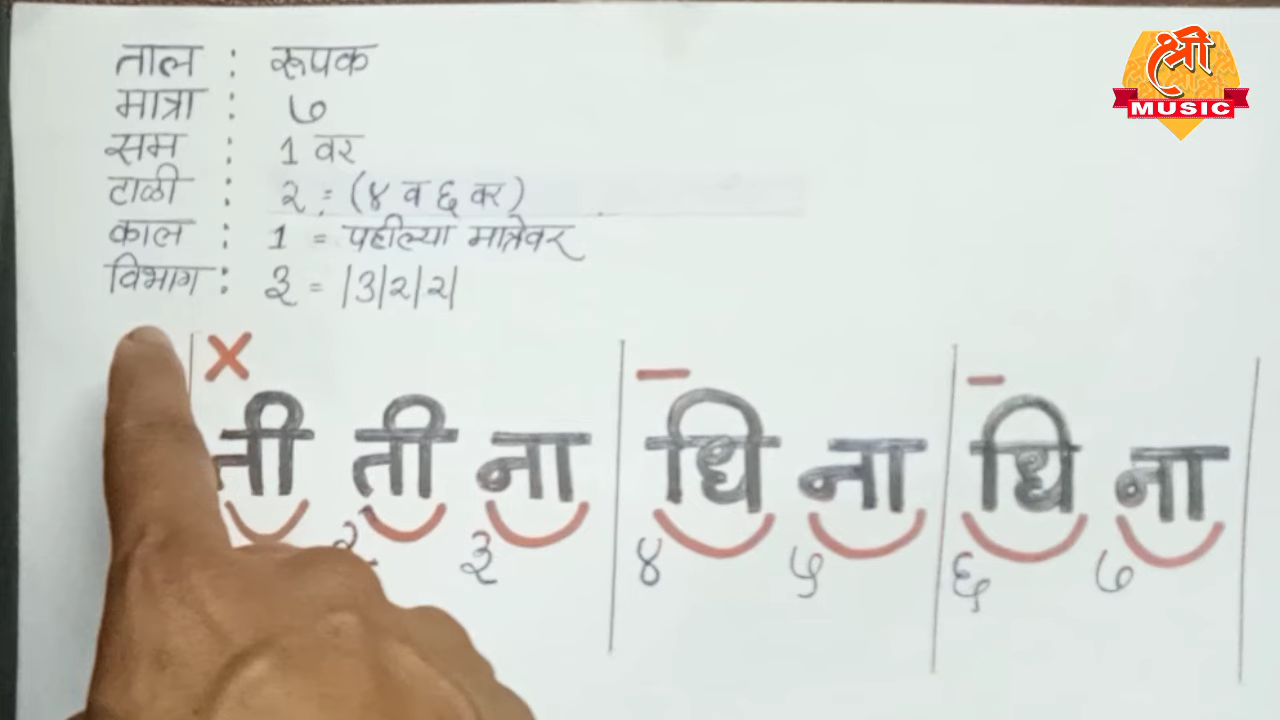 श्री
MUSIC
ताल : रूपक
मात्रा : ७
सम : 1 वर
टाळी : २ = (४ व ६ वर)
काल : 1 = पहील्या मात्रेवर
विभाग : ३ = |3|२|२|
× – –
ती ती ना | धि ना | धि ना |
२ ३ ४ ५ ६ ७